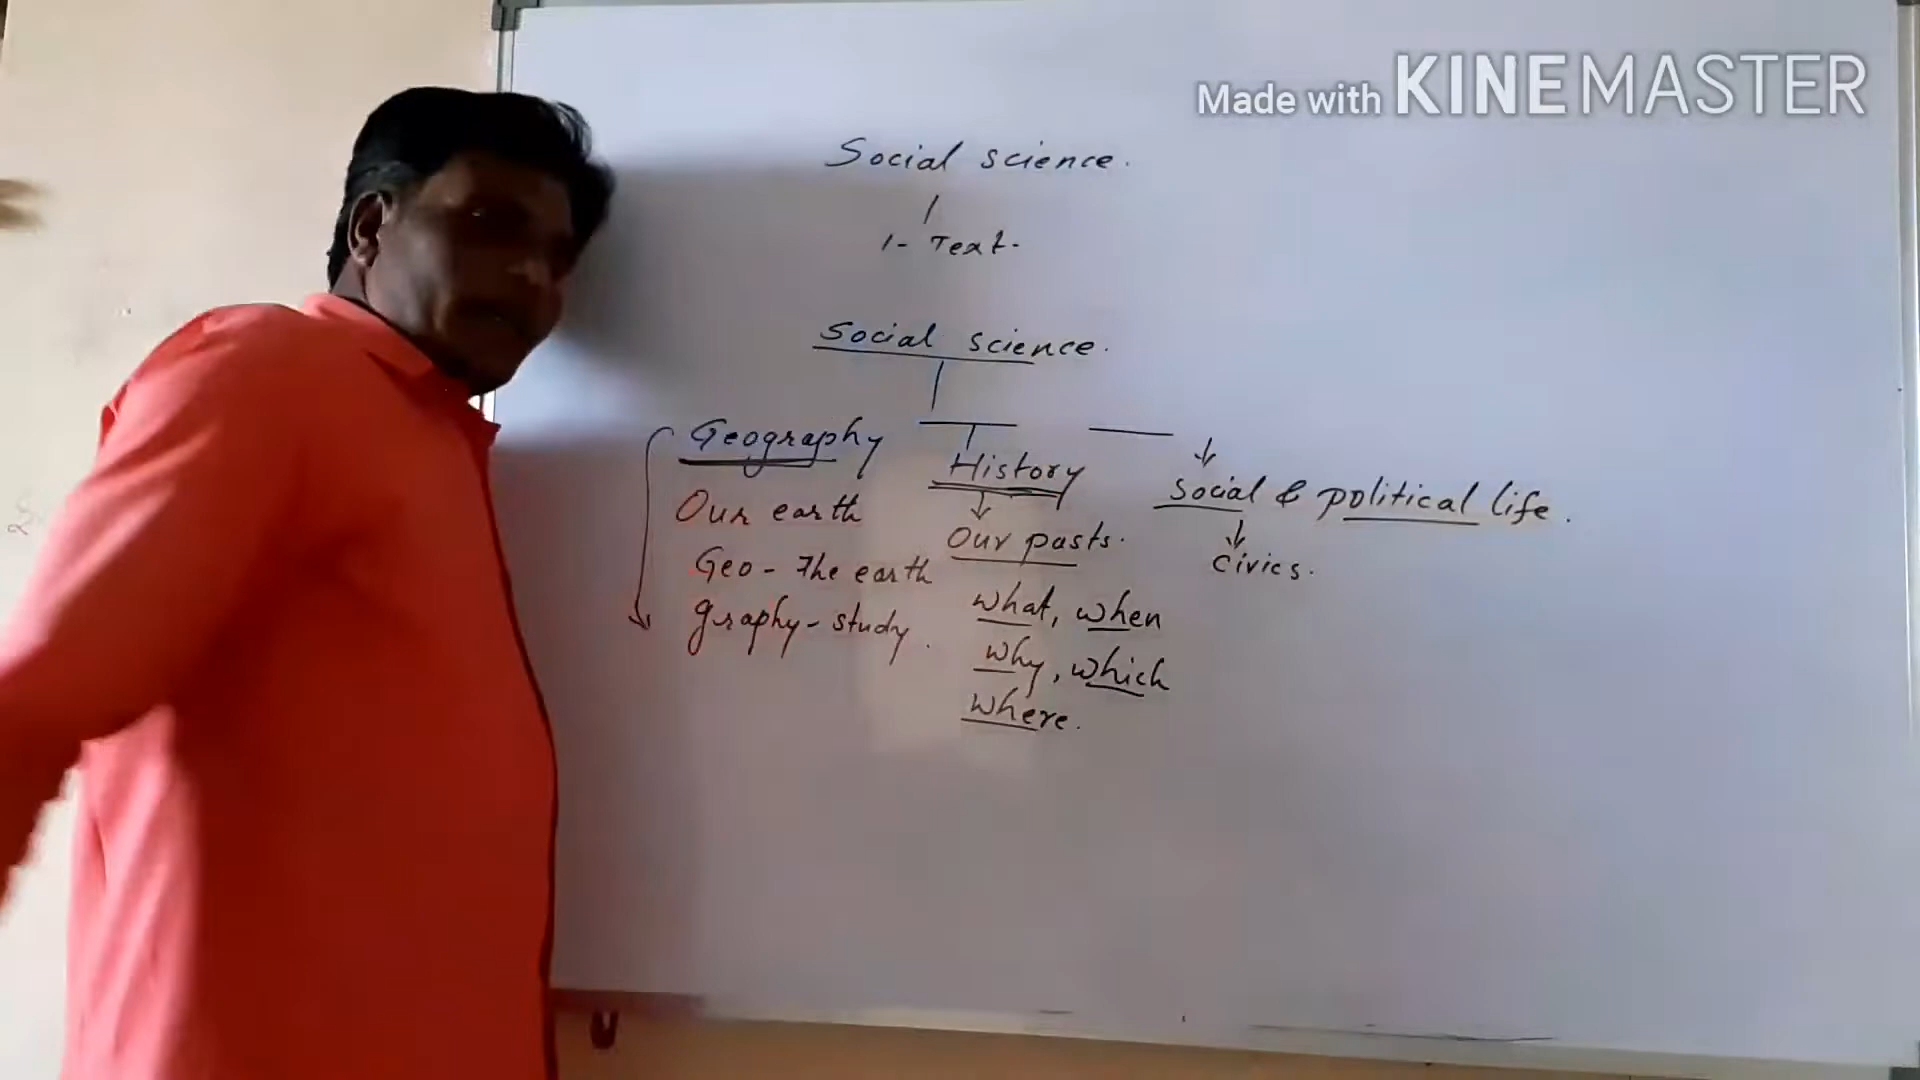 Made with KINEMASTER
Social science.
1- Text-
Social science.
Geography
Our earth
Geo - The earth
graphy - study.
History
Our pasts.
what, when
why, which
where.
Social & political life.
civics.